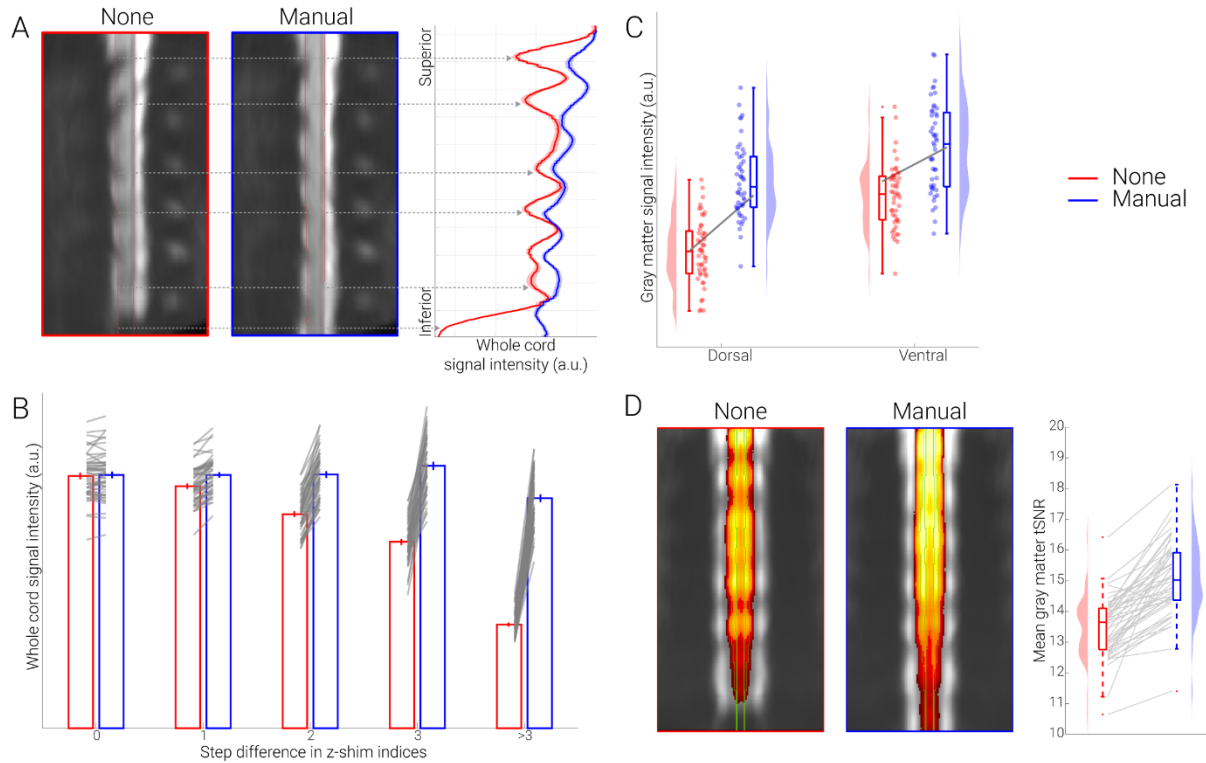 A
None
Manual
Superior
Inferior
Whole cord
signal intensity (a.u.)
C
Gray matter signal intensity (a.u.)
Dorsal
Ventral
None
Manual
B
Whole cord signal intensity (a.u.)
0
1
2
3
>3
Step difference in z-shim indices
D
None
Manual
Mean gray matter tSNR
20
19
18
17
16
15
14
13
12
11
10